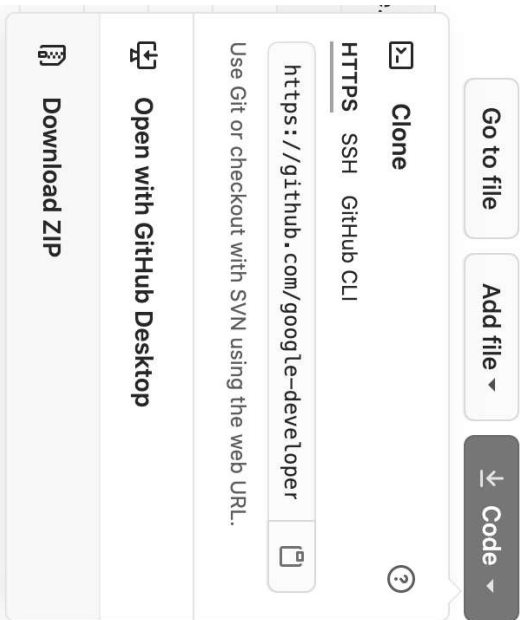 Go to file Add file Code
Clone
HTTPS SSH GitHub CLI
https://github.com/google-developer
Use Git or checkout with SVN using the web URL.
Open with GitHub Desktop
Download ZIP